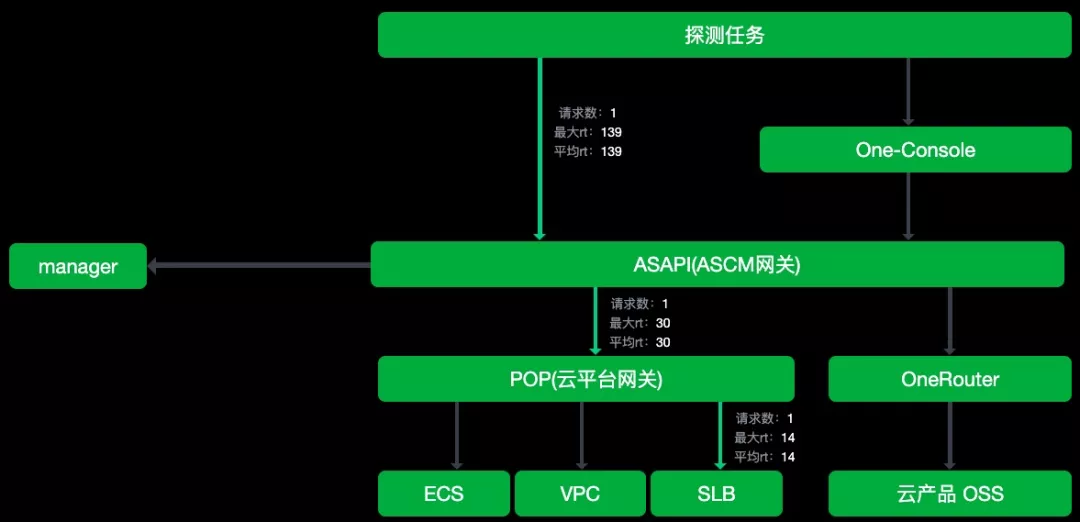 探测任务
请求数：1
最大rt：139
平均rt：139
One-Console
manager
ASAPI(ASCM网关)
请求数：1
最大rt：30
平均rt：30
POP(云平台网关)
OneRouter
请求数：1
最大rt：14
平均rt：14
ECS
VPC
SLB
云产品 OSS